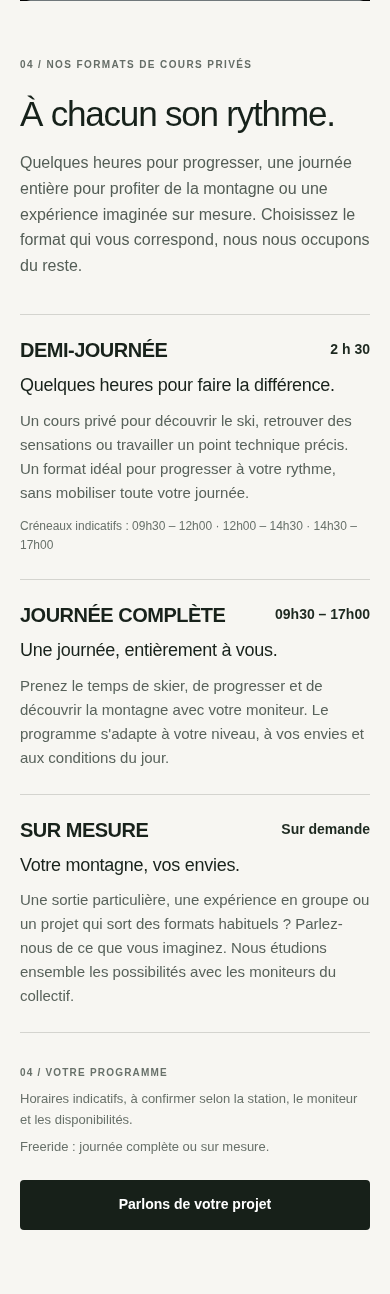 04 / NOS FORMATS DE COURS PRIVÉS
À chacun son rythme.
Quelques heures pour progresser, une journée
entière pour profiter de la montagne ou une
expérience imaginée sur mesure. Choisissez le
format qui vous correspond, nous nous occupons
du reste.
DEMI-JOURNÉE 2 h 30
Quelques heures pour faire la différence.
Un cours privé pour découvrir le ski, retrouver des
sensations ou travailler un point technique précis.
Un format idéal pour progresser à votre rythme,
sans mobiliser toute votre journée.
Créneaux indicatifs : 09h30 – 12h00 · 12h00 – 14h30 · 14h30 –
17h00
JOURNÉE COMPLÈTE 09h30 – 17h00
Une journée, entièrement à vous.
Prenez le temps de skier, de progresser et de
découvrir la montagne avec votre moniteur. Le
programme s'adapte à votre niveau, à vos envies et
aux conditions du jour.
SUR MESURE Sur demande
Votre montagne, vos envies.
Une sortie particulière, une expérience en groupe ou
un projet qui sort des formats habituels ? Parlez-
nous de ce que vous imaginez. Nous étudions
ensemble les possibilités avec les moniteurs du
collectif.
04 / VOTRE PROGRAMME
Horaires indicatifs, à confirmer selon la station, le moniteur
et les disponibilités.
Freeride : journée complète ou sur mesure.
Parlons de votre projet